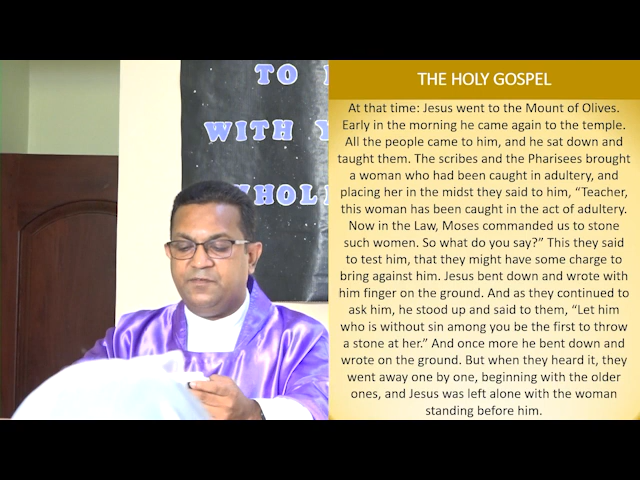 TO
WITH
WHOL
THE HOLY GOSPEL
At that time: Jesus went to the Mount of Olives.
Early in the morning he came again to the temple.
All the people came to him, and he sat down and
taught them. The scribes and the Pharisees brought
a woman who had been caught in adultery, and
placing her in the midst they said to him, “Teacher,
this woman has been caught in the act of adultery.
Now in the Law, Moses commanded us to stone
such women. So what do you say?” This they said
to test him, that they might have some charge to
bring against him. Jesus bent down and wrote with
him finger on the ground. And as they continued to
ask him, he stood up and said to them, “Let him
who is without sin among you be the first to throw
a stone at her.” And once more he bent down and
wrote on the ground. But when they heard it, they
went away one by one, beginning with the older
ones, and Jesus was left alone with the woman
standing before him.